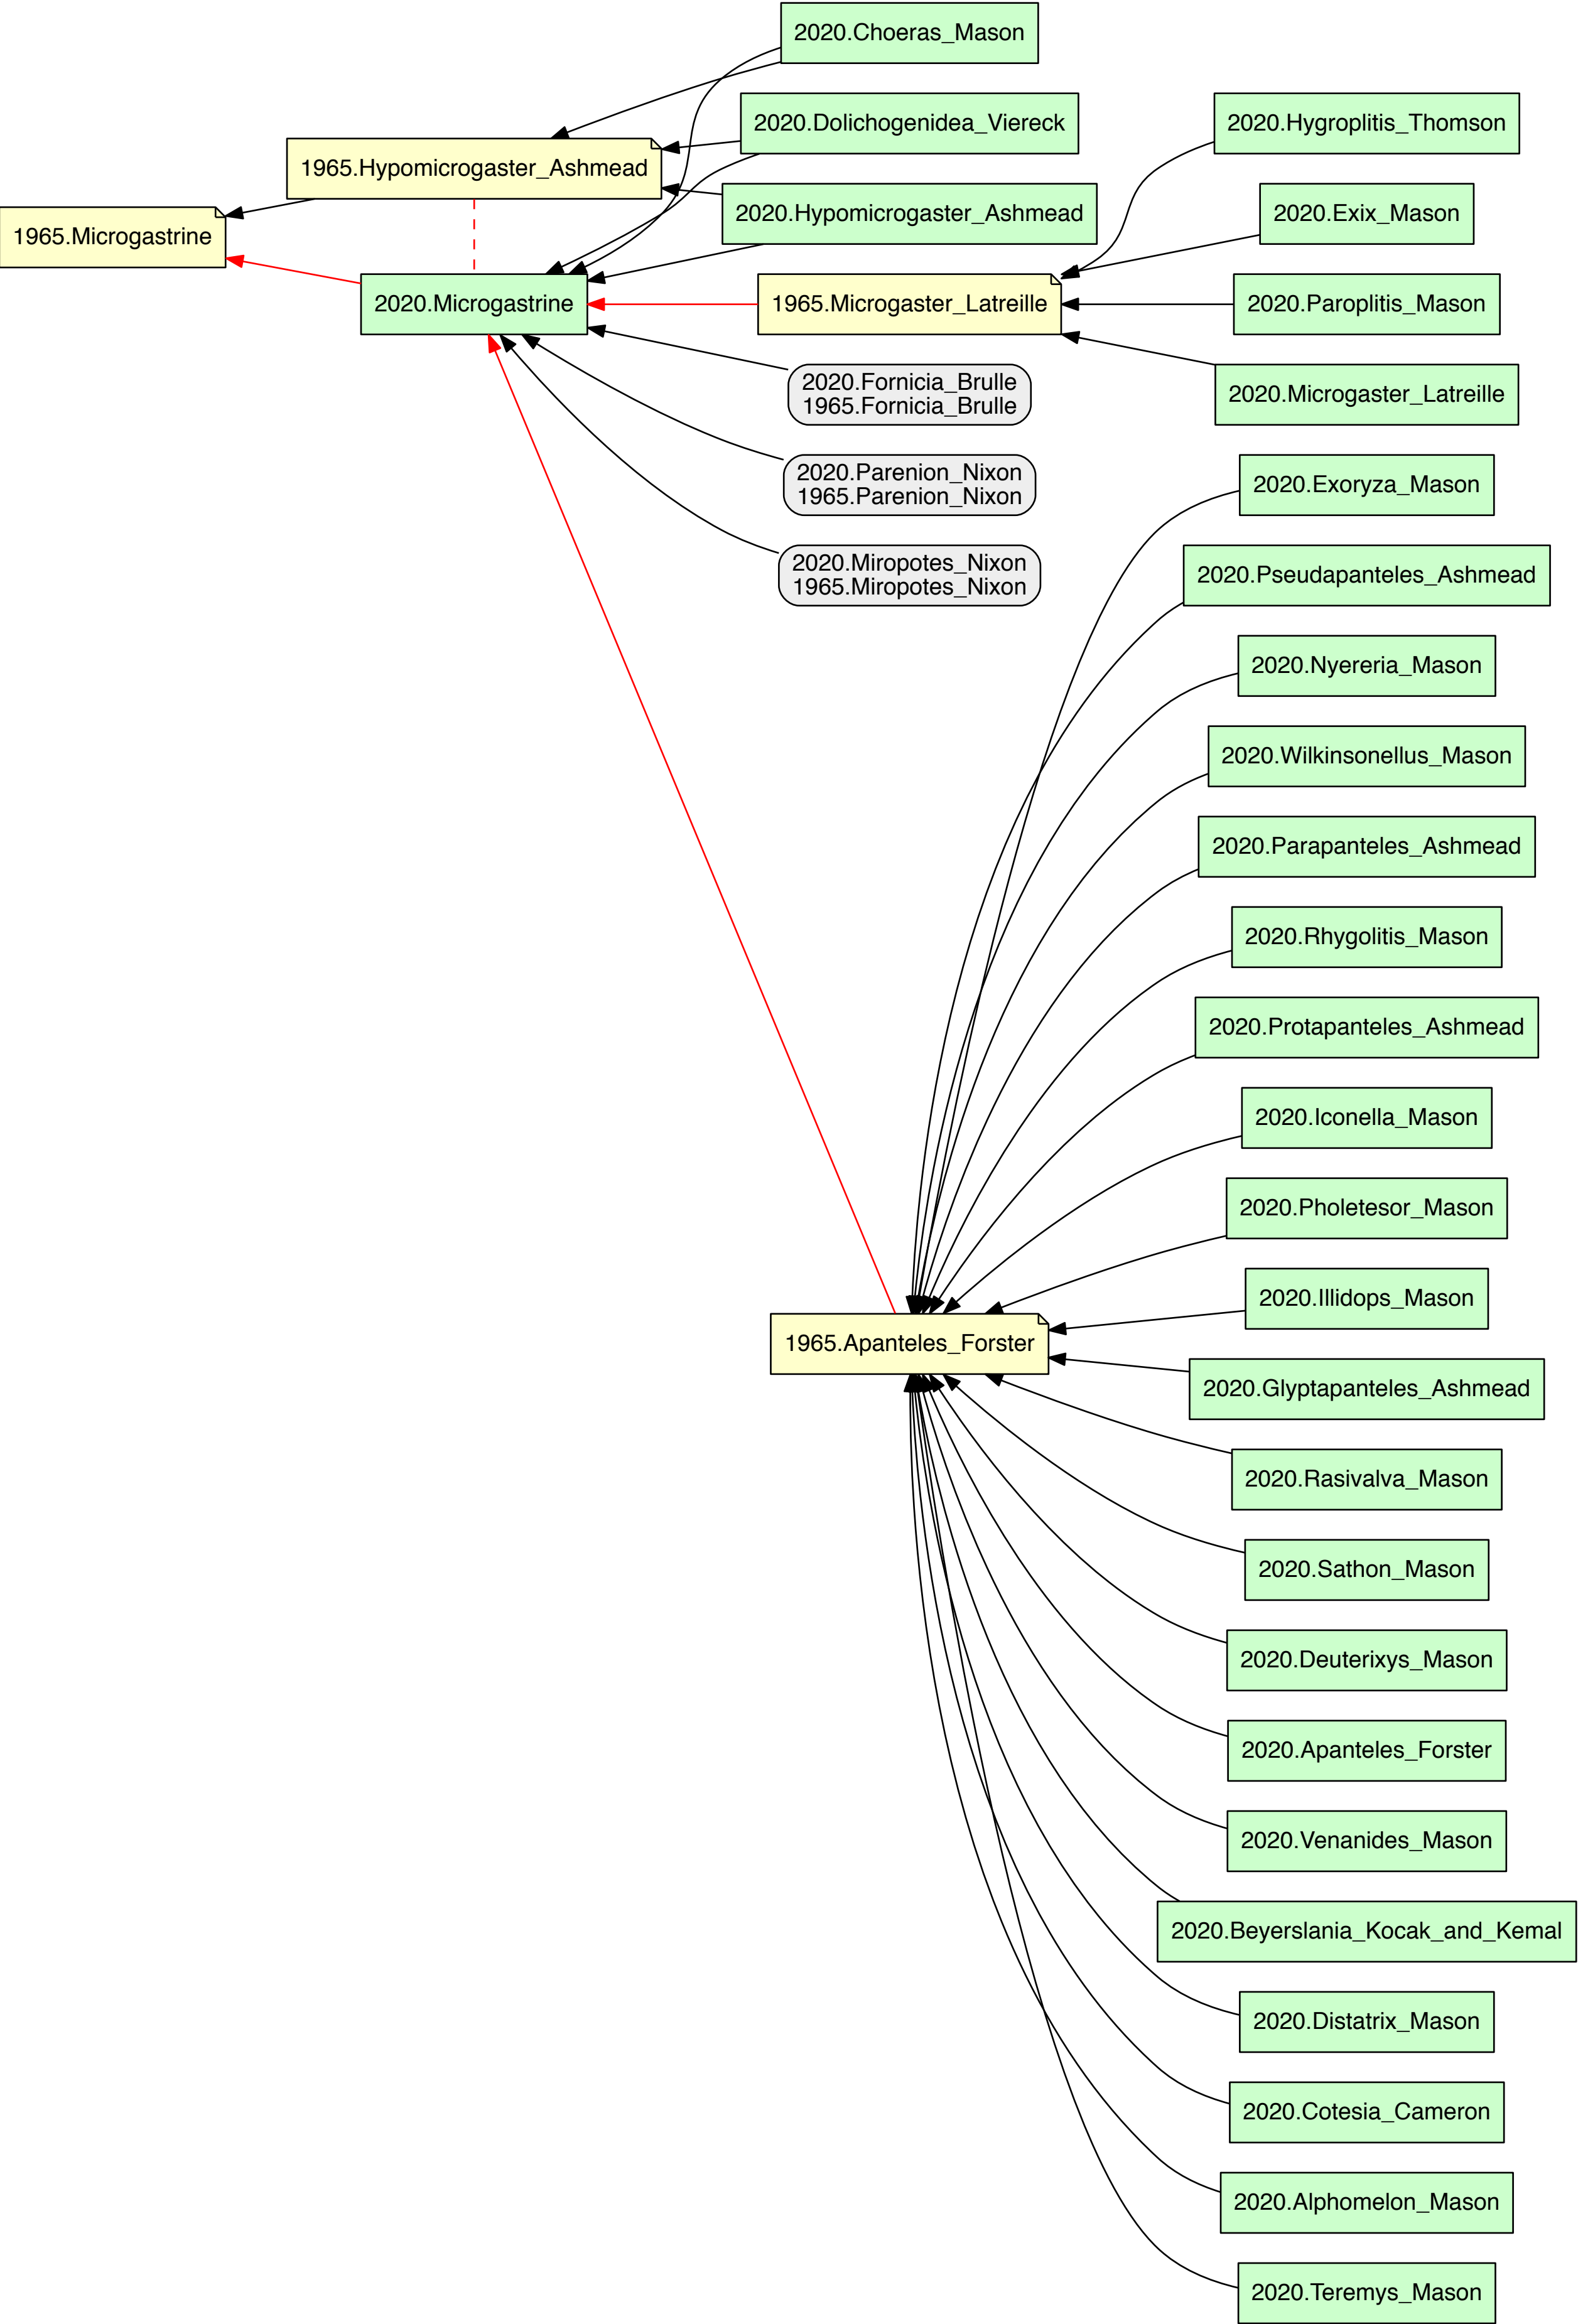 2020.Choeras_Mason
2020.Dolichogenidea_Viereck
2020.Hygroplitis_Thomson
1965.Hypomicrogaster_Ashmead
2020.Hypomicrogaster_Ashmead
2020.Exix_Mason
1965.Microgastrine
2020.Microgastrine
1965.Microgaster_Latreille
2020.Paroplitis_Mason
2020.Fornicia_Brulle
1965.Fornicia_Brulle
2020.Microgaster_Latreille
2020.Parenion_Nixon
1965.Parenion_Nixon
2020.Exoryza_Mason
2020.Miropotes_Nixon
1965.Miropotes_Nixon
2020.Pseudapanteles_Ashmead
2020.Nyereria_Mason
2020.Wilkinsonellus_Mason
2020.Parapanteles_Ashmead
2020.Rhygolitis_Mason
2020.Protapanteles_Ashmead
2020.Iconella_Mason
2020.Pholetesor_Mason
2020.Illidops_Mason
1965.Apanteles_Forster
2020.Glyptapanteles_Ashmead
2020.Rasivalva_Mason
2020.Sathon_Mason
2020.Deuterixys_Mason
2020.Apanteles_Forster
2020.Venanides_Mason
2020.Beyerslania_Kocak_and_Kemal
2020.Distatrix_Mason
2020.Cotesia_Cameron
2020.Alphomelon_Mason
2020.Teremys_Mason